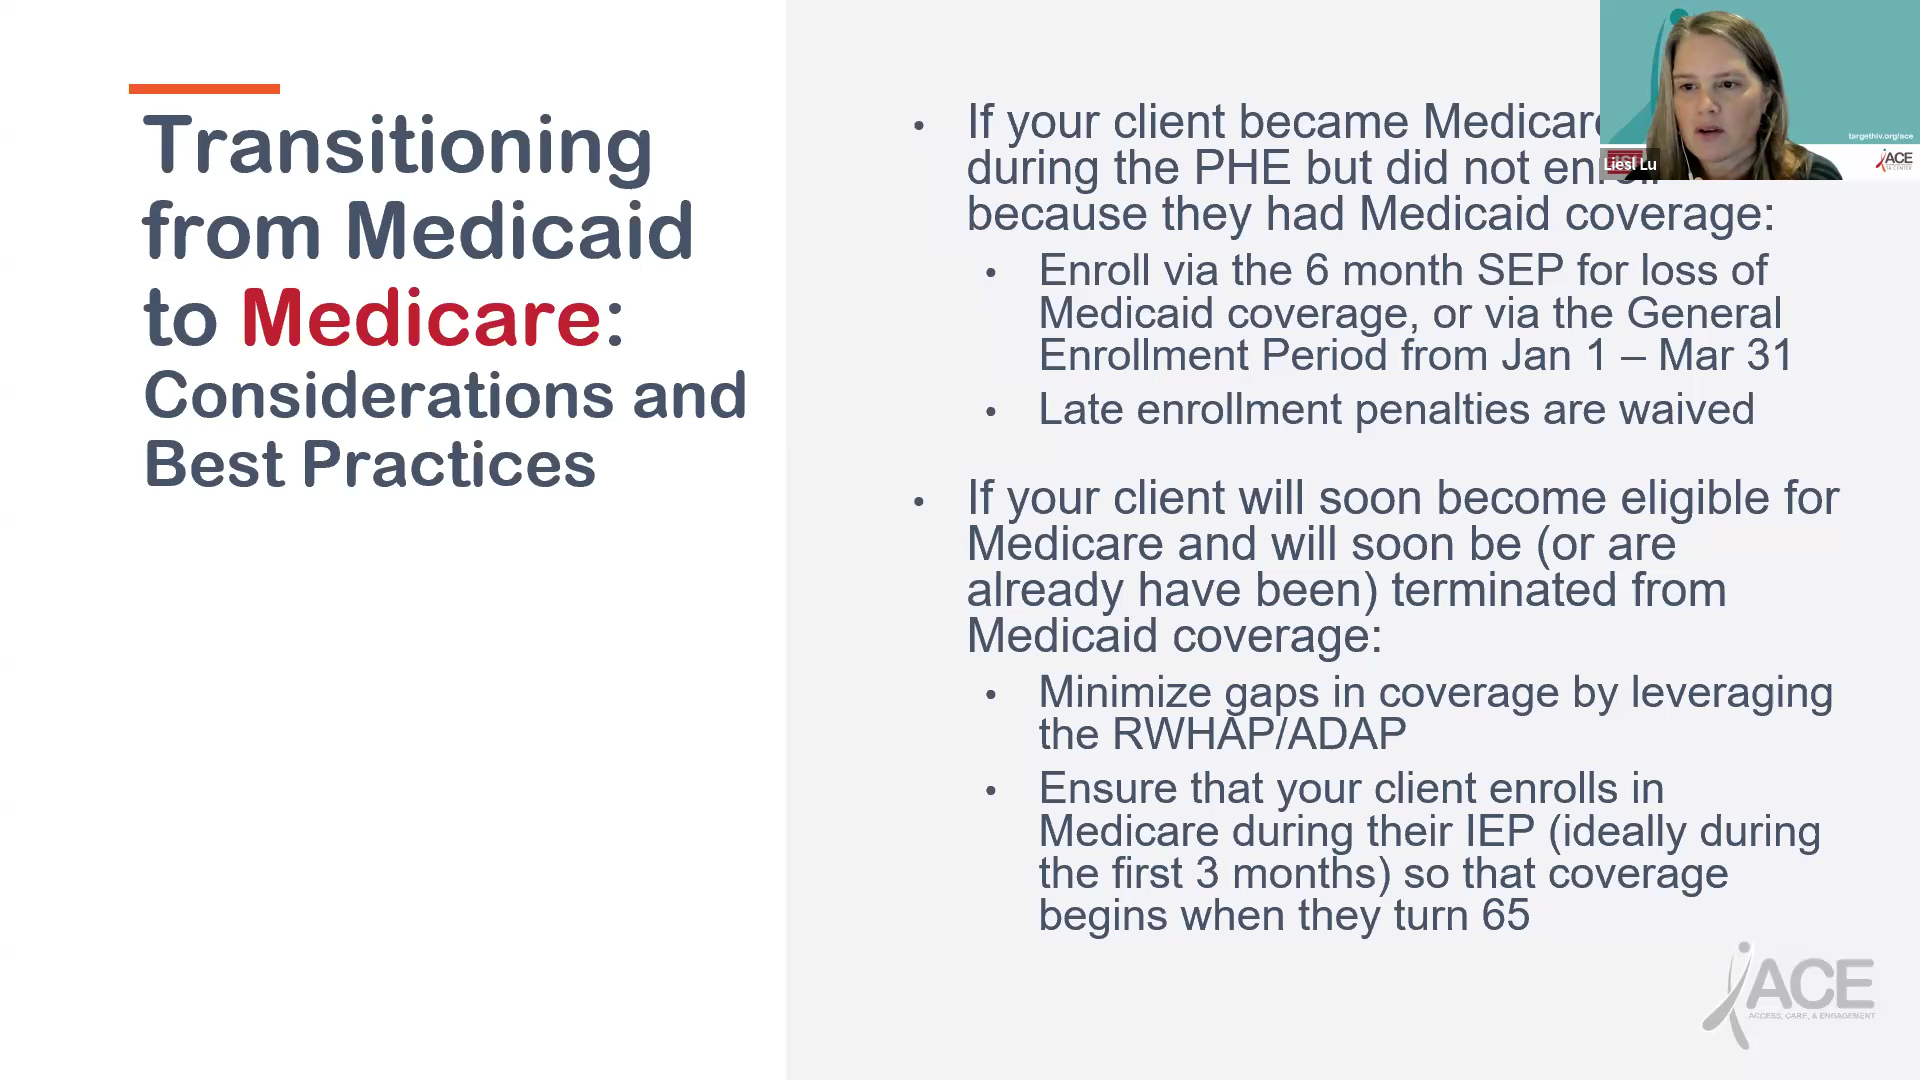 Transitioning
from Medicaid
to Medicare:
Considerations and
Best Practices
• If your client became Medicare
during the PHE but did not enroll
because they had Medicaid coverage:
• Enroll via the 6 month SEP for loss of
Medicaid coverage, or via the General
Enrollment Period from Jan 1 – Mar 31
• Late enrollment penalties are waived
• If your client will soon become eligible for
Medicare and will soon be (or are
already have been) terminated from
Medicaid coverage:
• Minimize gaps in coverage by leveraging
the RWHAP/ADAP
• Ensure that your client enrolls in
Medicare during their IEP (ideally during
the first 3 months) so that coverage
begins when they turn 65
targethiv.org/ace
Liesl Lu
ACE
TA CENTER
ACE
ACCESS, CARE, & ENGAGEMENT